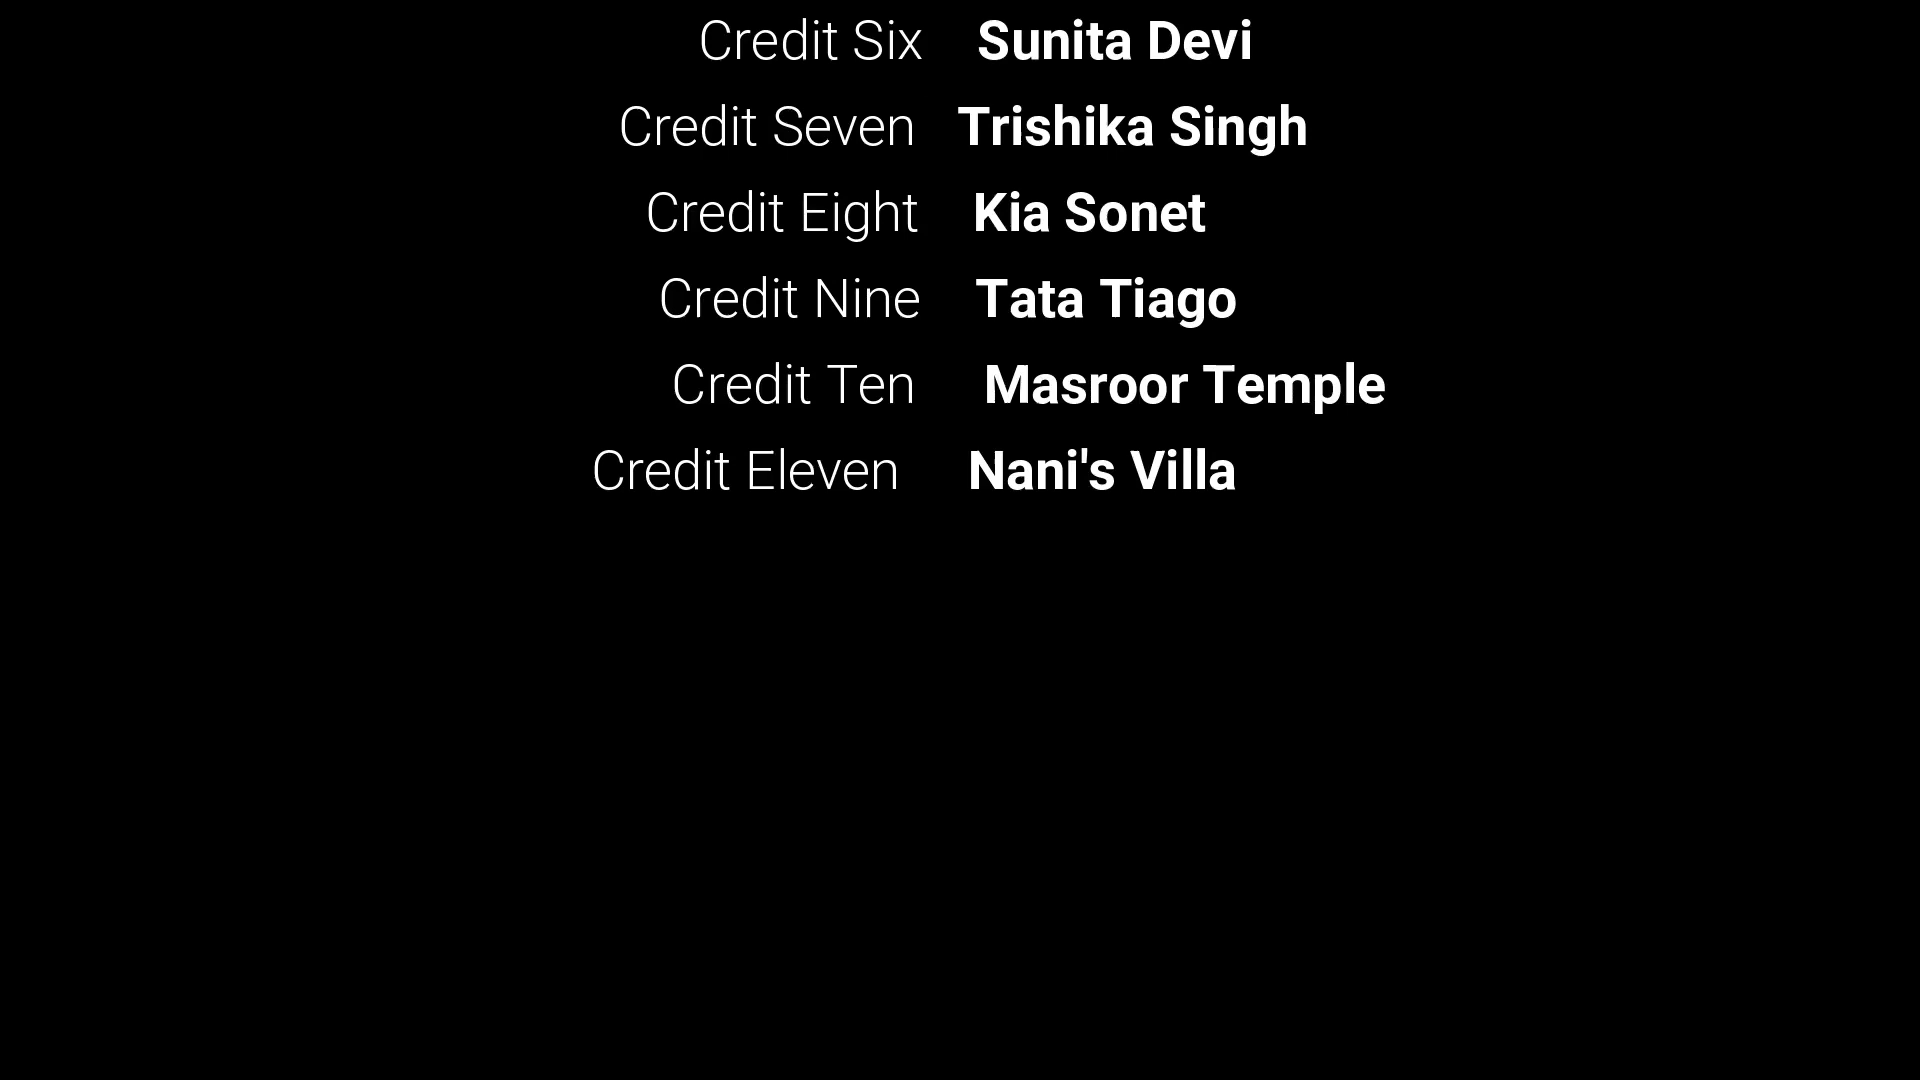 Credit Six Sunita Devi
Credit Seven Trishika Singh
Credit Eight Kia Sonet
Credit Nine Tata Tiago
Credit Ten Masroor Temple
Credit Eleven Nani's Villa